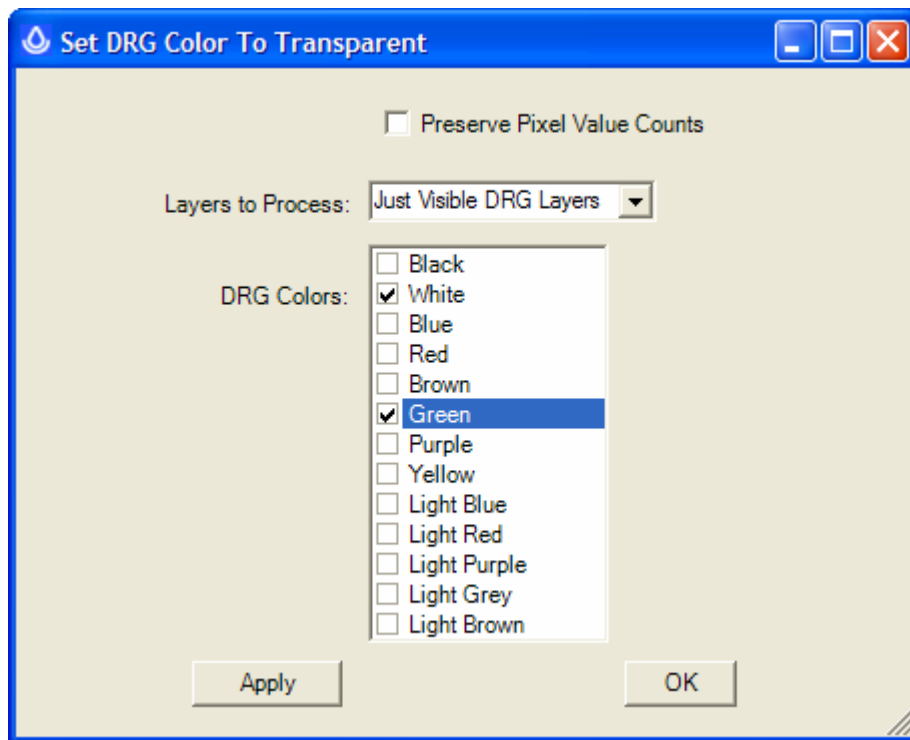 Set DRG Color To Transparent
Preserve Pixel Value Counts
Layers to Process: Just Visible DRG Layers
DRG Colors:
Black
White
Blue
Red
Brown
Green
Purple
Yellow
Light Blue
Light Red
Light Purple
Light Grey
Light Brown
Apply OK